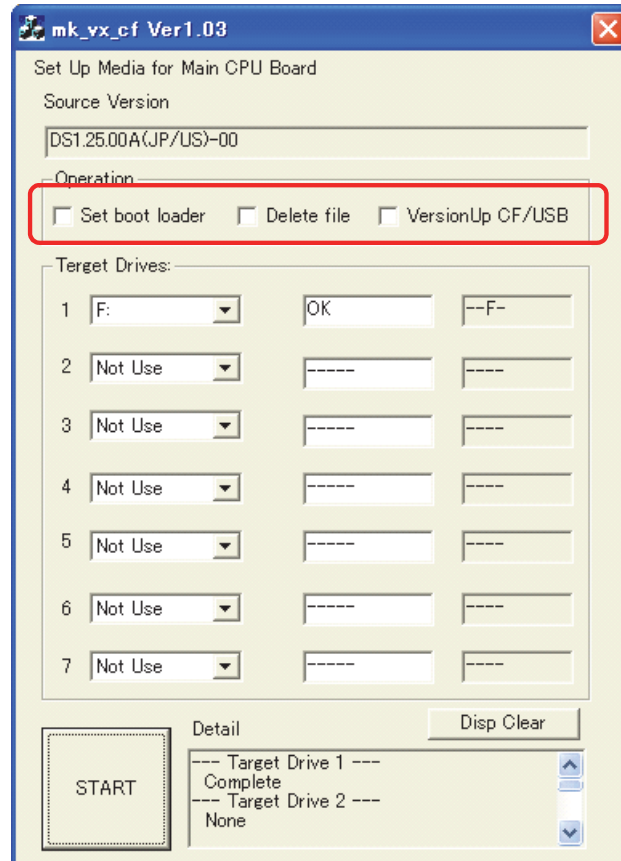 mk_vx_cf Ver1.03
Set Up Media for Main CPU Board
Source Version
DS1.25.00A(JP/US)-00
Operation
Set boot loader Delete file VersionUp CF/USB
Terget Drives:
1 F: OK --F-
2 Not Use ----- ----
3 Not Use ----- ----
4 Not Use ----- ----
5 Not Use ----- ----
6 Not Use ----- ----
7 Not Use ----- ----
Detail Disp Clear
START
--- Target Drive 1 ---
Complete
--- Target Drive 2 ---
None